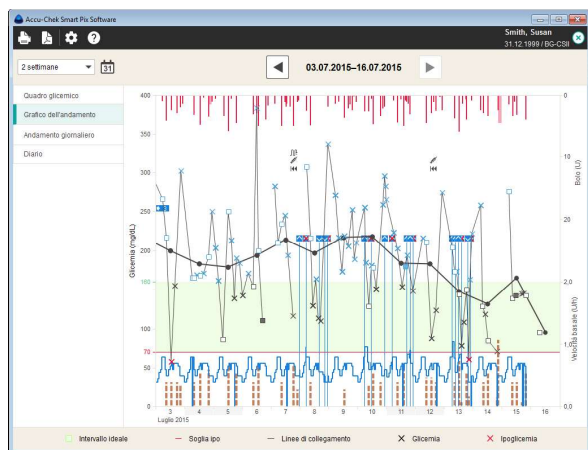 Accu-Chek Smart Pix Software
Smith, Susan
31.12.1999 / BG-CSII
2 settimane
31
03.07.2015–16.07.2015
Quadro glicemico
Grafico dell'andamento
Andamento giornaliero
Diario
Glicemia (mg/dL)
400
350
300
250
200
160
100
70
50
0
0
10
Bolo (U)
2,0
1,0
0,0
Velocità basale (U/h)
3 4 5 6 7 8 9 10 11 12 13 14 15 16
Luglio 2015
Intervallo ideale
Soglia ipo
Linee di collegamento
Glicemia
Ipoglicemia